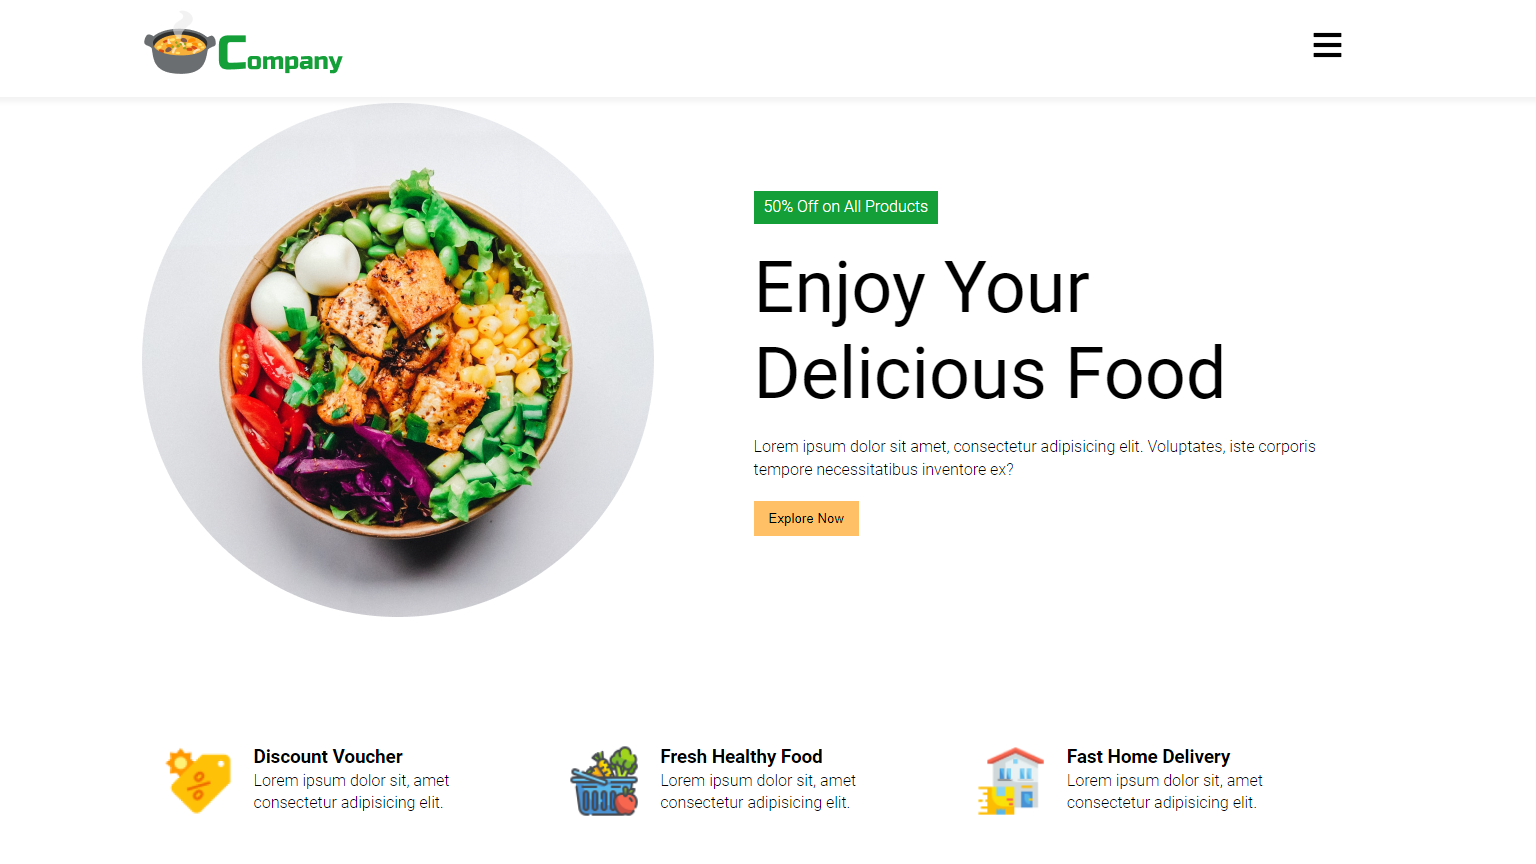 Company
50% Off on All Products
Enjoy Your
Delicious Food
Lorem ipsum dolor sit amet, consectetur adipisicing elit. Voluptates, iste corporis
tempore necessitatibus inventore ex?
Explore Now
Discount Voucher
Lorem ipsum dolor sit, amet
consectetur adipisicing elit.
Fresh Healthy Food
Lorem ipsum dolor sit, amet
consectetur adipisicing elit.
Fast Home Delivery
Lorem ipsum dolor sit, amet
consectetur adipisicing elit.